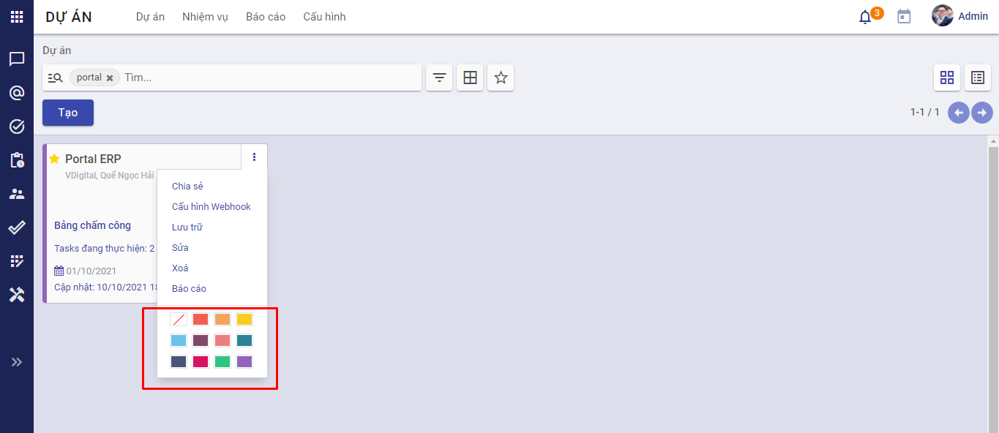 DỰ ÁN Dự án Nhiệm vụ Báo cáo Cấu hình 3 Admin
Dự án
portal Tìm...
Tạo 1-1 / 1
Portal ERP
VDigital, Quế Ngọc Hải
Chia sẻ
Cấu hình Webhook
Bảng chấm công
Lưu trữ
Tasks đang thực hiện: 2
Sửa
Xoá
01/10/2021
Cập nhật: 10/10/2021 18
Báo cáo